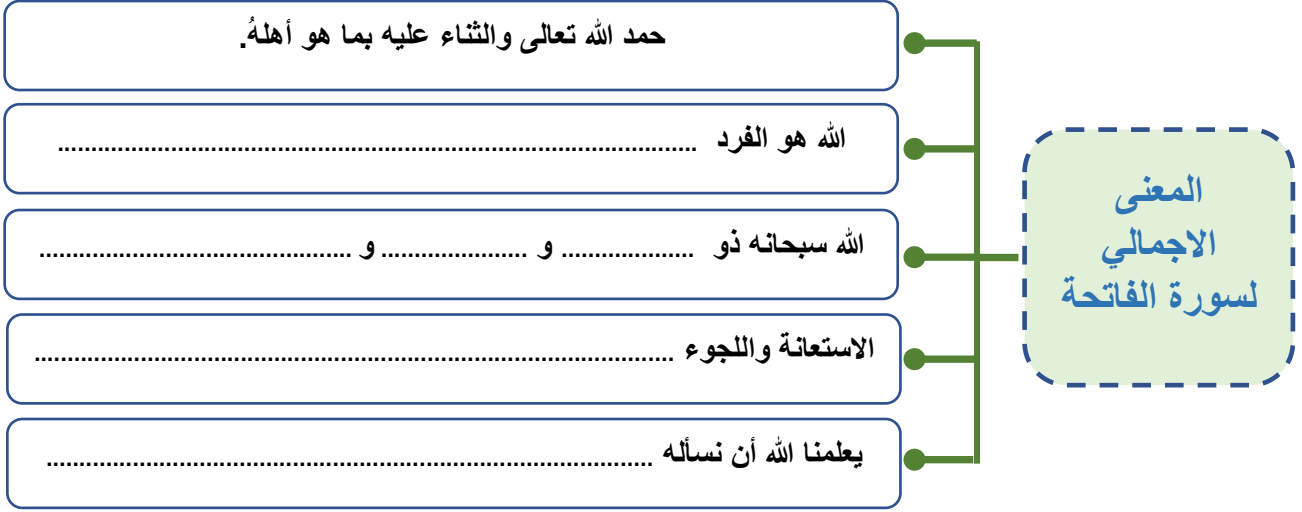 المعنى
الاجمالي
لسورة الفاتحة
حمد الله تعالى والثناء عليه بما هو أهلهُ.
الله هو الفرد ................................................................................................
الله سبحانه ذو .................... و ...................... و ...............................................
الاستعانة واللجوء ................................................................................................
يعلمنا الله أن نسأله ...........................................................................................